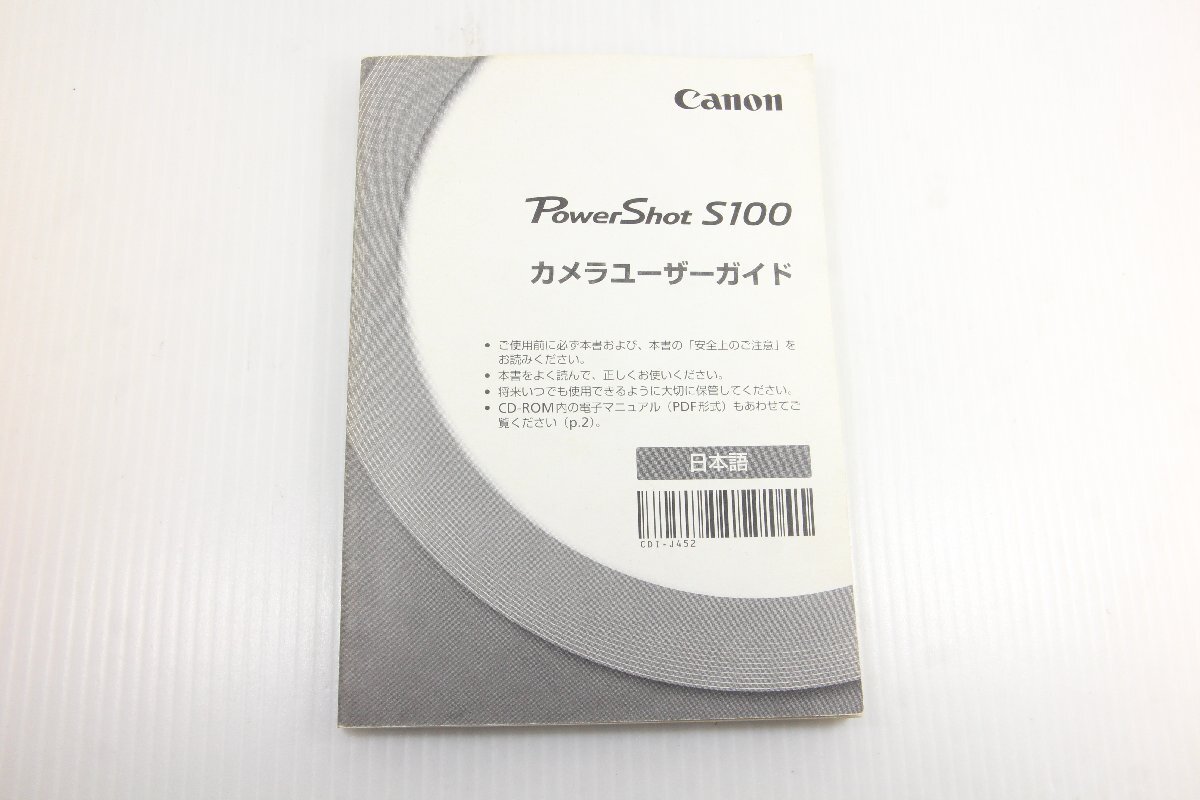 Canon
PowerShot S100
カメラユーザーガイド
• ご使用前に必ず本書および、本書の「安全上のご注意」を
お読みください。
• 本書をよく読んで、正しくお使いください。
• 将来いつでも使用できるように大切に保管してください。
• CD-ROM内の電子マニュアル（PDF形式）もあわせてご
覧ください（p.2）。
日本語
CDI-J452